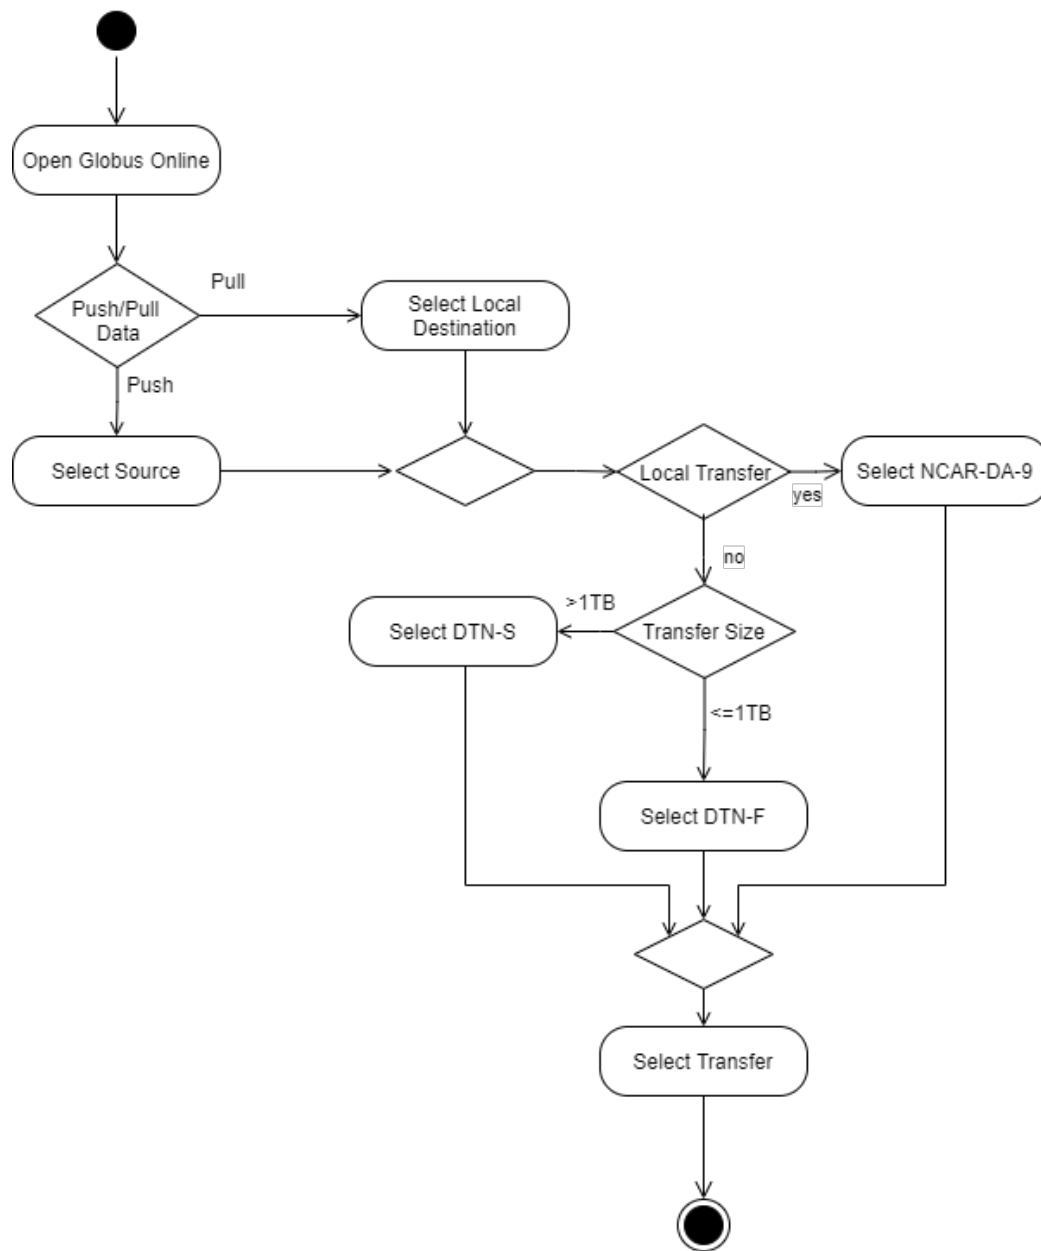 Open Globus Online
Pull
Push/Pull
Data
Select Local
Destination
Push
Select Source
Local Transfer
yes
Select NCAR-DA-9
no
>1TB
Select DTN-S
Transfer Size
<=1TB
Select DTN-F
Select Transfer